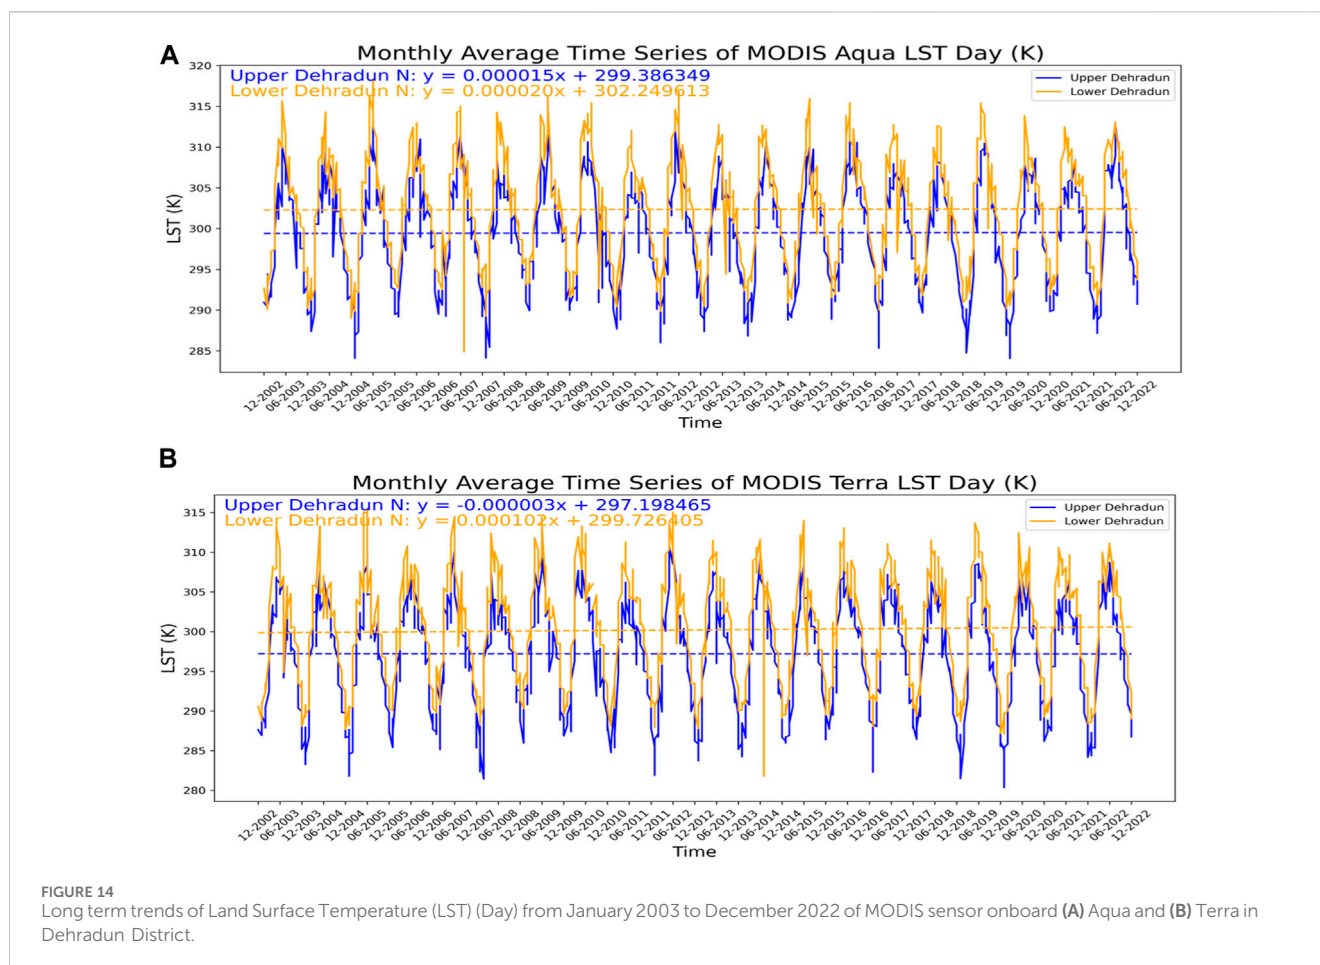 A
Monthly Average Time Series of MODIS Aqua LST Day (K)
Upper Dehradun N: y = 0.000015x + 299.386349
Lower Dehradun N: y = 0.000020x + 302.249613
Upper Dehradun
Lower Dehradun
320
315
310
305
300
295
290
285
LST (K)
12-2002 06-2003 12-2003 06-2004 12-2004 06-2005 12-2005 06-2006 12-2006 06-2007 12-2007 06-2008 12-2008 06-2009 12-2009 06-2010 12-2010 06-2011 12-2011 06-2012 12-2012 06-2013 12-2013 06-2014 12-2014 06-2015 12-2015 06-2016 12-2016 06-2017 12-2017 06-2018 12-2018 06-2019 12-2019 06-2020 12-2020 06-2021 12-2021 06-2022 12-2022
Time
B
Monthly Average Time Series of MODIS Terra LST Day (K)
Upper Dehradun N: y = -0.000003x + 297.198465
Lower Dehradun N: y = 0.000102x + 299.726405
Upper Dehradun
Lower Dehradun
315
310
305
300
295
290
285
280
LST (K)
12-2002 06-2003 12-2003 06-2004 12-2004 06-2005 12-2005 06-2006 12-2006 06-2007 12-2007 06-2008 12-2008 06-2009 12-2009 06-2010 12-2010 06-2011 12-2011 06-2012 12-2012 06-2013 12-2013 06-2014 12-2014 06-2015 12-2015 06-2016 12-2016 06-2017 12-2017 06-2018 12-2018 06-2019 12-2019 06-2020 12-2020 06-2021 12-2021 06-2022 12-2022
Time
FIGURE 14
Long term trends of Land Surface Temperature (LST) (Day) from January 2003 to December 2022 of MODIS sensor onboard (A) Aqua and (B) Terra in
Dehradun District.